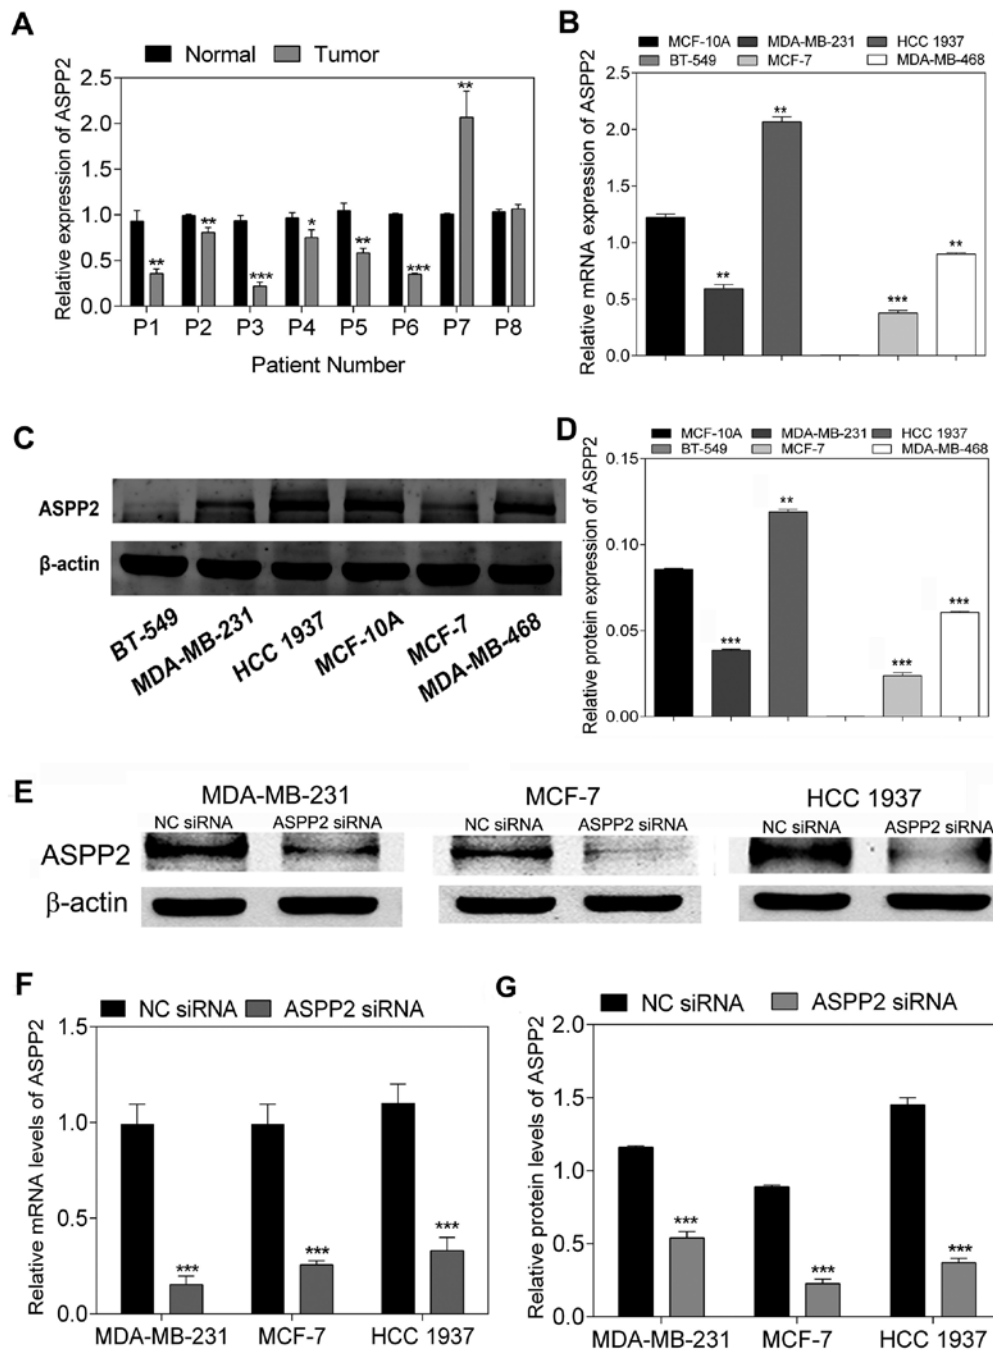 A
Normal Tumor
Relative expression of ASPP2
2.5
2.0
1.5
1.0
0.5
0.0
** ** *** * ** *** **
P1 P2 P3 P4 P5 P6 P7 P8
Patient Number
B
MCF-10A MDA-MB-231 HCC 1937
BT-549 MCF-7 MDA-MB-468
Relative mRNA expression of ASPP2
2.5
2.0
1.5
1.0
0.5
0.0
** ** *** **
C
ASPP2
β-actin
BT-549 MDA-MB-231 HCC 1937 MCF-10A MCF-7 MDA-MB-468
D
MCF-10A MDA-MB-231 HCC 1937
BT-549 MCF-7 MDA-MB-468
Relative protein expression of ASPP2
0.15
0.10
0.05
0.00
*** ** *** ***
E
MDA-MB-231 MCF-7 HCC 1937
NC siRNA ASPP2 siRNA NC siRNA ASPP2 siRNA NC siRNA ASPP2 siRNA
ASPP2
β-actin
F
NC siRNA ASPP2 siRNA
Relative mRNA levels of ASPP2
1.5
1.0
0.5
0.0
*** *** ***
MDA-MB-231 MCF-7 HCC 1937
G
NC siRNA ASPP2 siRNA
Relative protein levels of ASPP2
2.0
1.5
1.0
0.5
0.0
*** *** ***
MDA-MB-231 MCF-7 HCC 1937